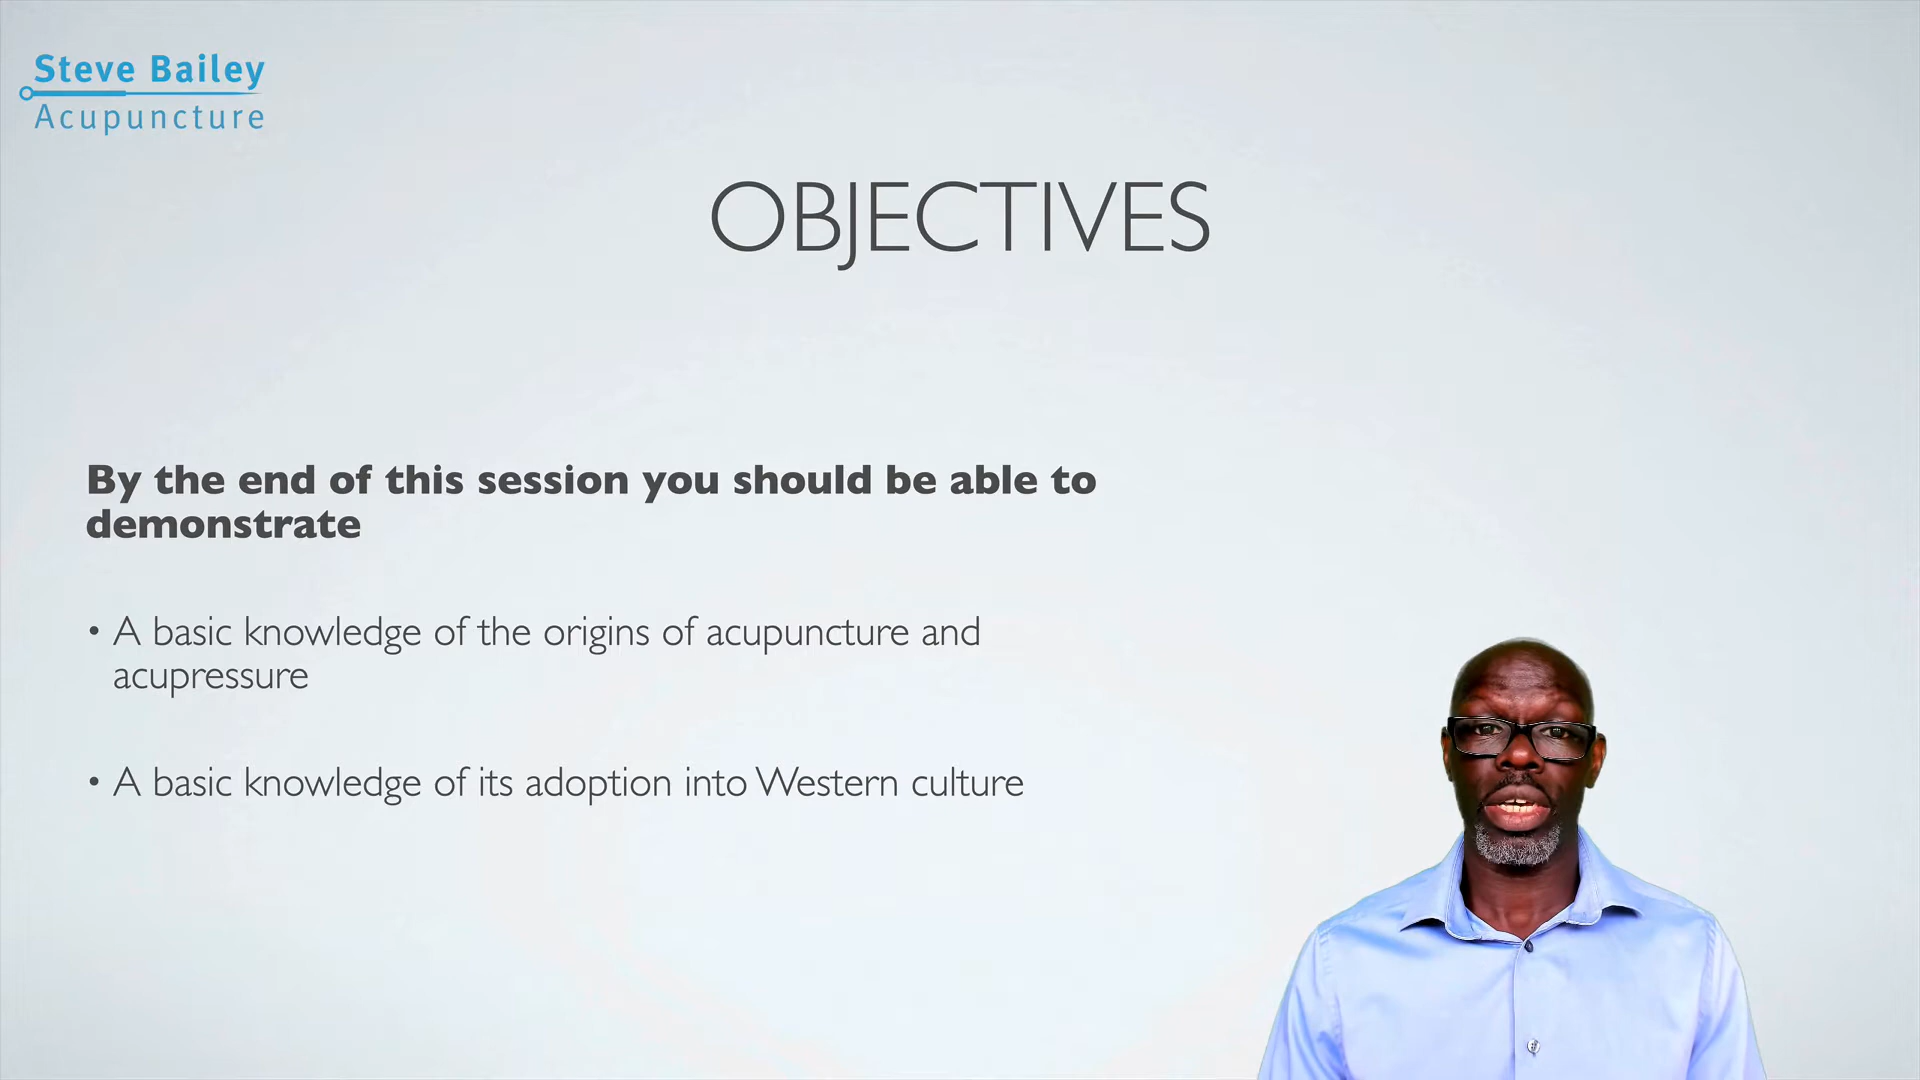 Steve Bailey
Acupuncture
OBJECTIVES
By the end of this session you should be able to
demonstrate
• A basic knowledge of the origins of acupuncture and
acupressure
• A basic knowledge of its adoption into Western culture